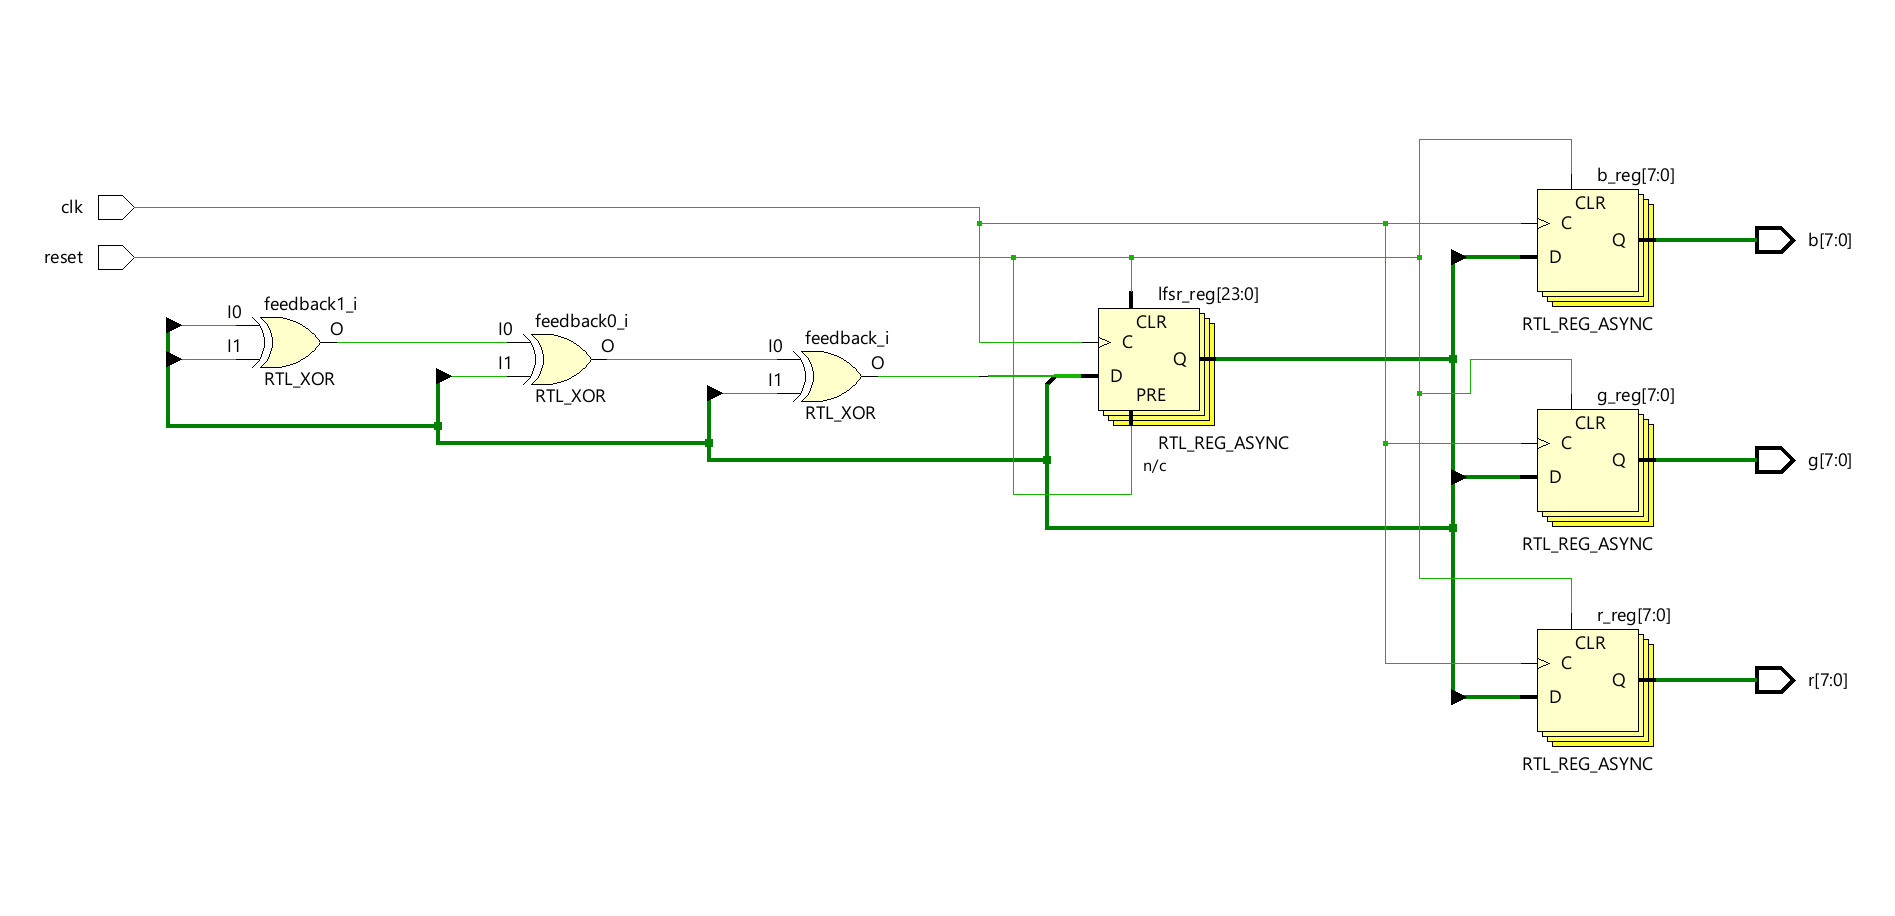 clk
reset
I0
I1
feedback1_i
O
RTL_XOR
I0
I1
feedback0_i
O
RTL_XOR
I0
I1
feedback_i
O
RTL_XOR
lfsr_reg[23:0]
CLR
C
Q
D
PRE
RTL_REG_ASYNC
n/c
b_reg[7:0]
CLR
C
Q
D
RTL_REG_ASYNC
b[7:0]
g_reg[7:0]
CLR
C
Q
D
RTL_REG_ASYNC
g[7:0]
r_reg[7:0]
CLR
C
Q
D
RTL_REG_ASYNC
r[7:0]